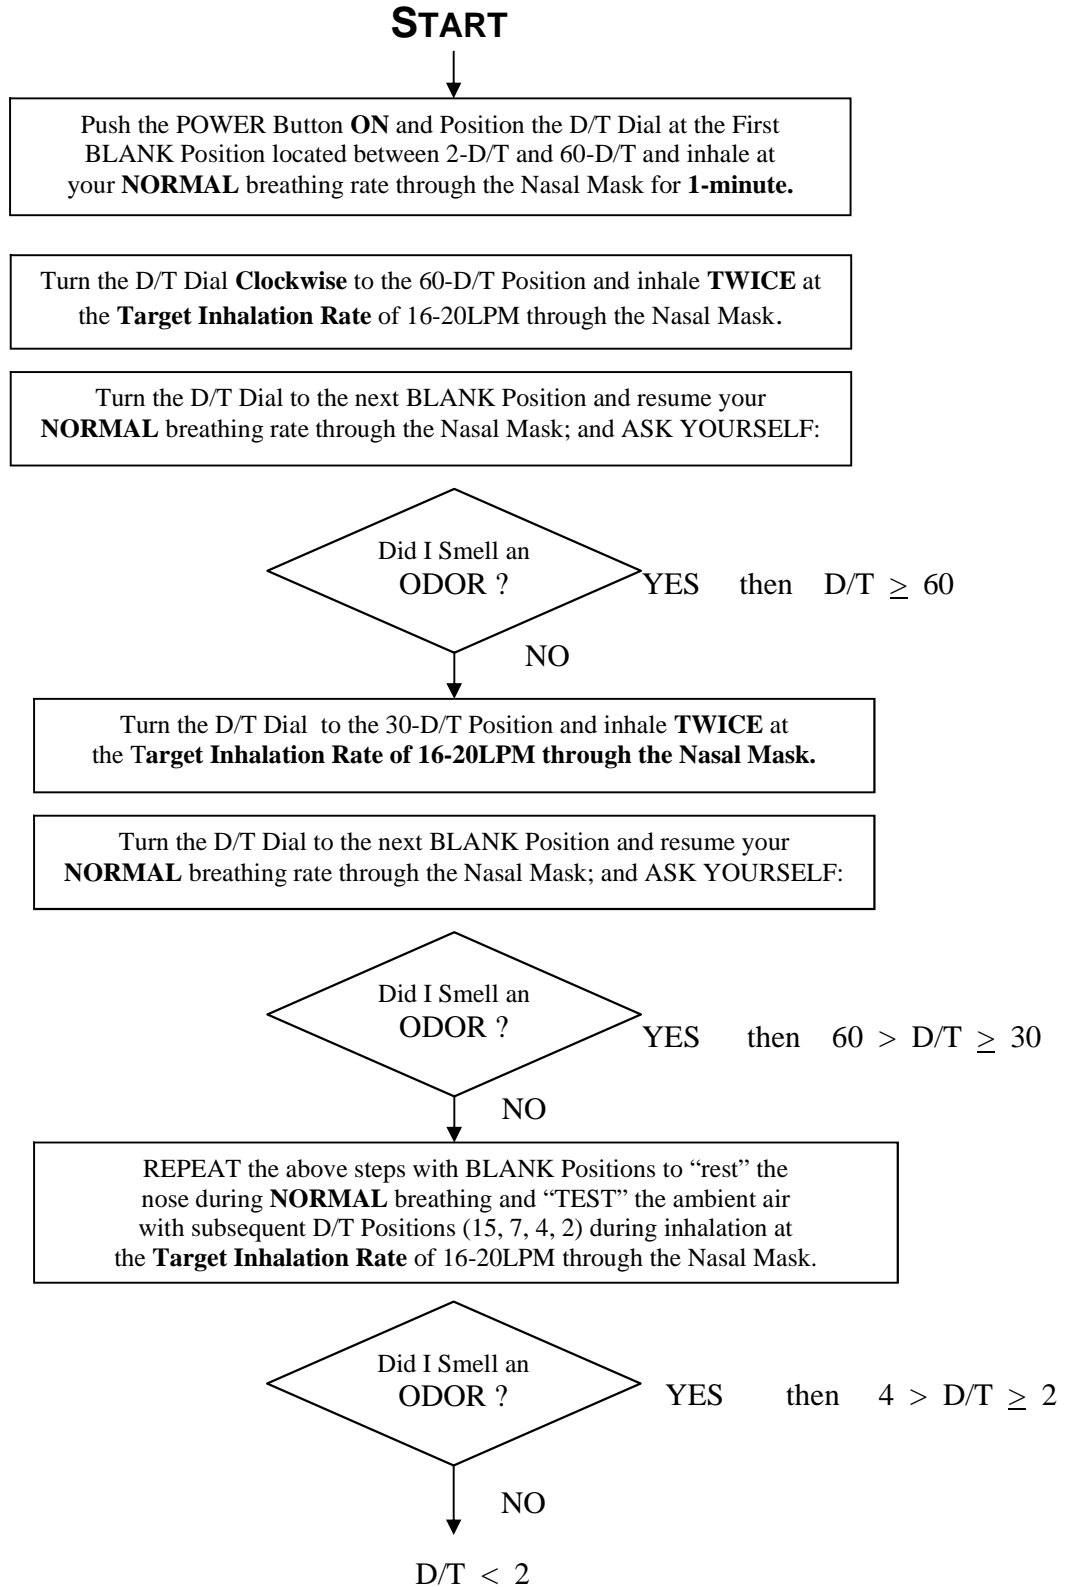 START
Push the POWER Button ON and Position the D/T Dial at the First
BLANK Position located between 2-D/T and 60-D/T and inhale at
your NORMAL breathing rate through the Nasal Mask for 1-minute.
Turn the D/T Dial Clockwise to the 60-D/T Position and inhale TWICE at
the Target Inhalation Rate of 16-20LPM through the Nasal Mask.
Turn the D/T Dial to the next BLANK Position and resume your
NORMAL breathing rate through the Nasal Mask; and ASK YOURSELF:
Did I Smell an
ODOR ?
YES then D/T ≥ 60
NO
Turn the D/T Dial to the 30-D/T Position and inhale TWICE at
the Target Inhalation Rate of 16-20LPM through the Nasal Mask.
Turn the D/T Dial to the next BLANK Position and resume your
NORMAL breathing rate through the Nasal Mask; and ASK YOURSELF:
Did I Smell an
ODOR ?
YES then 60 > D/T ≥ 30
NO
REPEAT the above steps with BLANK Positions to “rest” the
nose during NORMAL breathing and “TEST” the ambient air
with subsequent D/T Positions (15, 7, 4, 2) during inhalation at
the Target Inhalation Rate of 16-20LPM through the Nasal Mask.
Did I Smell an
ODOR ?
YES then 4 > D/T ≥ 2
NO
D/T < 2